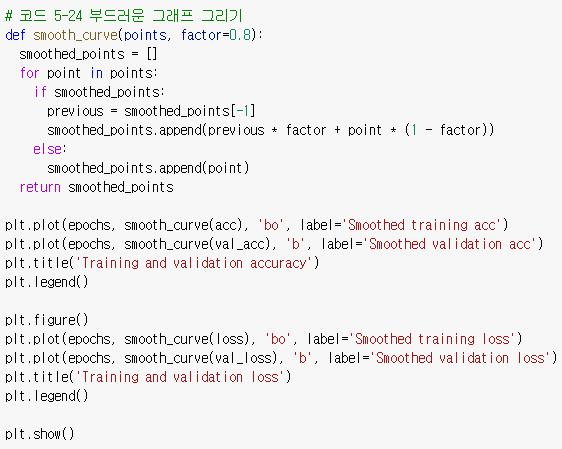 # 코드 5-24 부드러운 그래프 그리기
def smooth_curve(points, factor=0.8):
  smoothed_points = []
  for point in points:
    if smoothed_points:
      previous = smoothed_points[-1]
      smoothed_points.append(previous * factor + point * (1 - factor))
    else:
      smoothed_points.append(point)
  return smoothed_points

plt.plot(epochs, smooth_curve(acc), 'bo', label='Smoothed training acc')
plt.plot(epochs, smooth_curve(val_acc), 'b', label='Smoothed validation acc')
plt.title('Training and validation accuracy')
plt.legend()

plt.figure()
plt.plot(epochs, smooth_curve(loss), 'bo', label='Smoothed training loss')
plt.plot(epochs, smooth_curve(val_loss), 'b', label='Smoothed validation loss')
plt.title('Training and validation loss')
plt.legend()

plt.show()